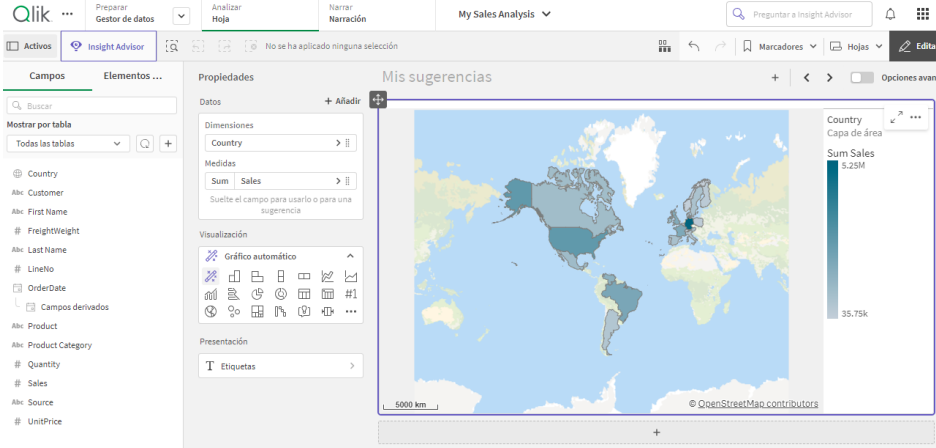 Qlik
Preparar
Gestor de datos
Analizar
Hoja
Narrar
Narración
My Sales Analysis
Preguntar a Insight Advisor
Activos
Insight Advisor
No se ha aplicado ninguna selección
Marcadores
Hojas
Edita
Campos
Elementos ...
Buscar
Mostrar por tabla
Todas las tablas
Country
Abc Customer
Abc First Name
# FreightWeight
Abc Last Name
# LineNo
OrderDate
Campos derivados
Abc Product
Abc Product Category
# Quantity
# Sales
Abc Source
# UnitPrice
Propiedades
Datos
+ Añadir
Dimensiones
Country
Medidas
Sum Sales
Suelte el campo para usarlo o para una
sugerencia
Visualización
Gráfico automático
#1
Presentación
T Etiquetas
Mis sugerencias
Opciones avan
Country
Capa de área
Sum Sales
5.25M
35.75k
5000 km
© OpenStreetMap contributors